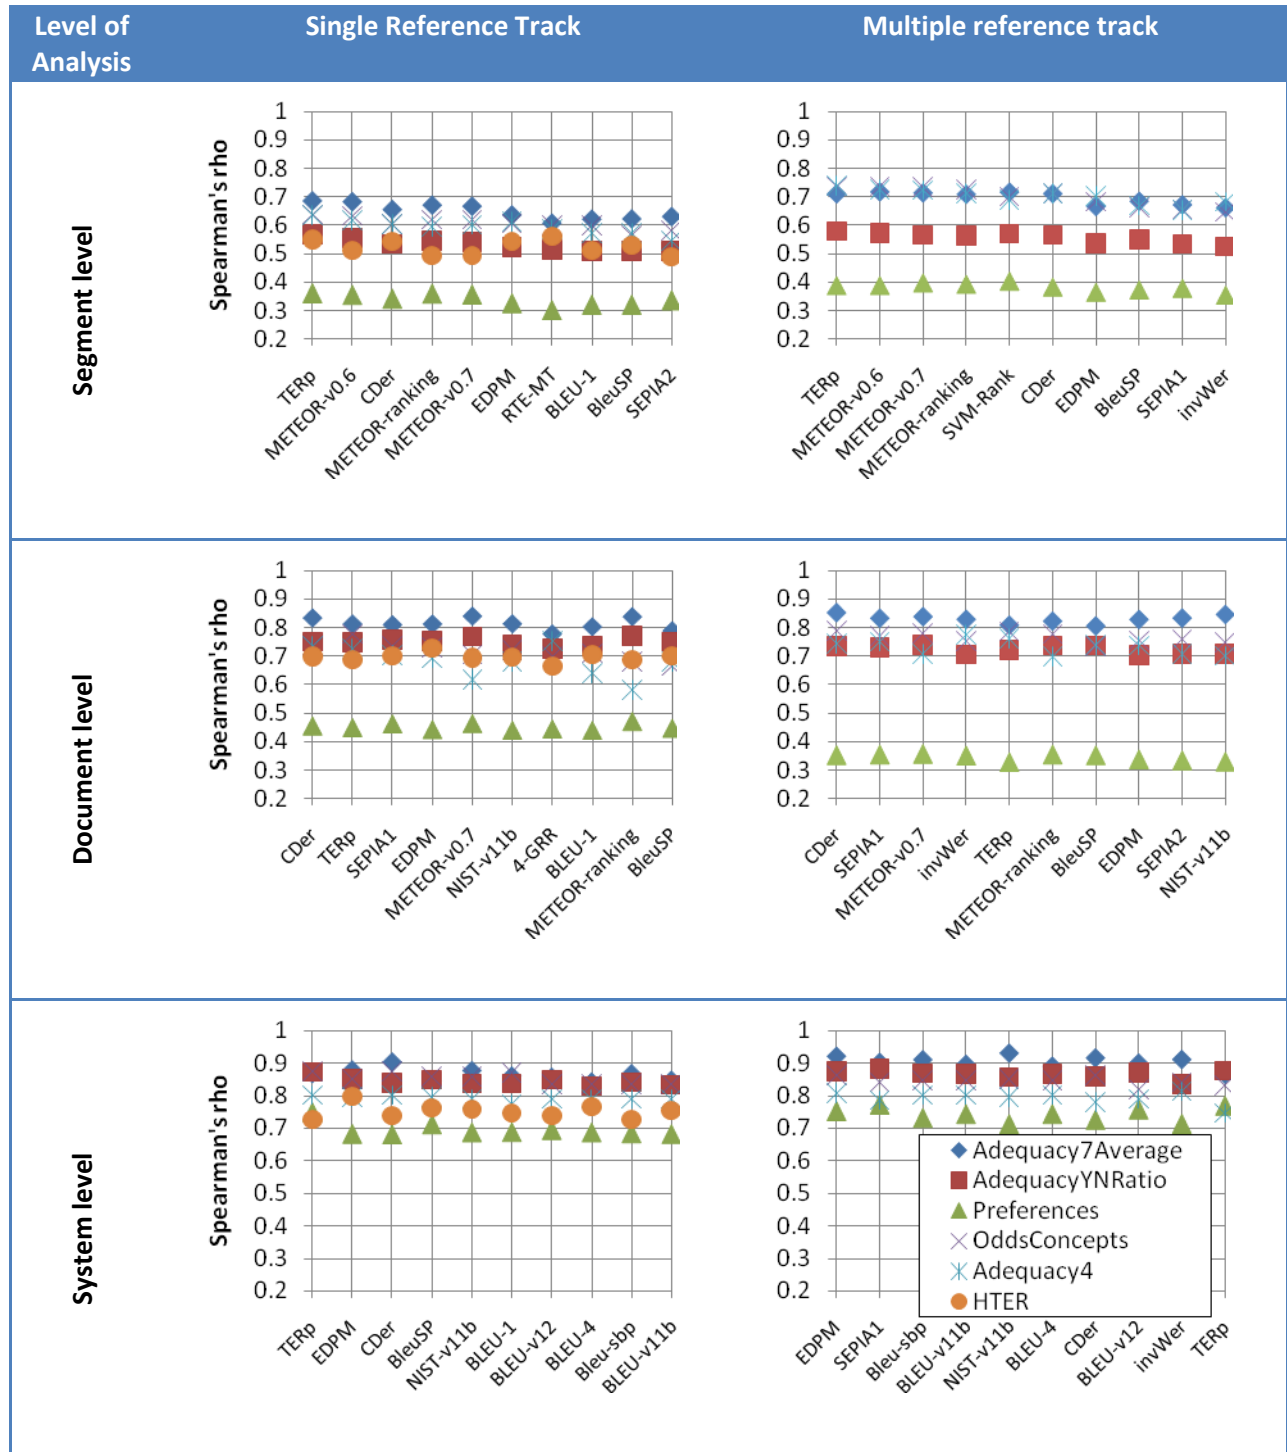 Level of Analysis
Single Reference Track
Multiple reference track
Segment level
Spearman's rho
1
0.9
0.8
0.7
0.6
0.5
0.4
0.3
0.2
TERp
METEOR-v0.6
CDer
METEOR-ranking
METEOR-v0.7
EDPM
RTE-MT
BLEU-1
BleuSP
SEPIA2
1
0.9
0.8
0.7
0.6
0.5
0.4
0.3
0.2
TERp
METEOR-v0.6
METEOR-v0.7
METEOR-ranking
SVM-Rank
CDer
EDPM
BleuSP
SEPIA1
invWer
Document level
Spearman's rho
1
0.9
0.8
0.7
0.6
0.5
0.4
0.3
0.2
CDer
TERp
SEPIA1
EDPM
METEOR-v0.7
NIST-v11b
4-GRR
BLEU-1
METEOR-ranking
BleuSP
1
0.9
0.8
0.7
0.6
0.5
0.4
0.3
0.2
CDer
SEPIA1
METEOR-v0.7
invWer
TERp
METEOR-ranking
BleuSP
EDPM
SEPIA2
NIST-v11b
System level
Spearman's rho
1
0.9
0.8
0.7
0.6
0.5
0.4
0.3
0.2
TERp
EDPM
CDer
BleuSP
NIST-v11b
BLEU-1
BLEU-v12
BLEU-4
Bleu-sbp
BLEU-v11b
1
0.9
0.8
0.7
0.6
0.5
0.4
0.3
0.2
EDPM
SEPIA1
Bleu-sbp
BLEU-v11b
NIST-v11b
BLEU-4
CDer
BLEU-v12
invWer
TERp
Adequacy7Average
AdequacyYNRatio
Preferences
OddsConcepts
Adequacy4
HTER